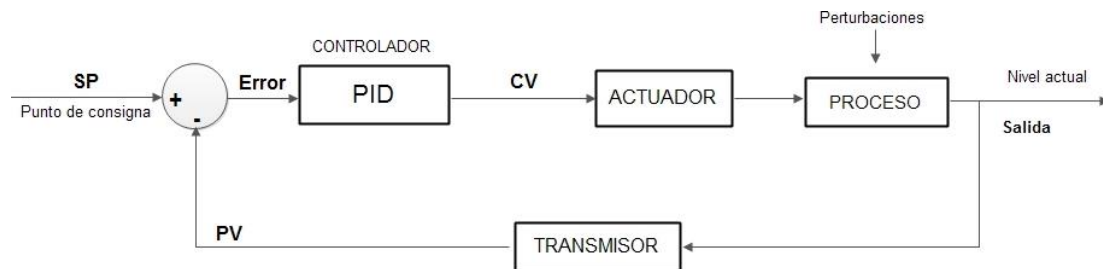 Perturbaciones
CONTROLADOR
SP
Punto de consigna
+
-
Error
PID
CV
ACTUADOR
PROCESO
Nivel actual
Salida
PV
TRANSMISOR